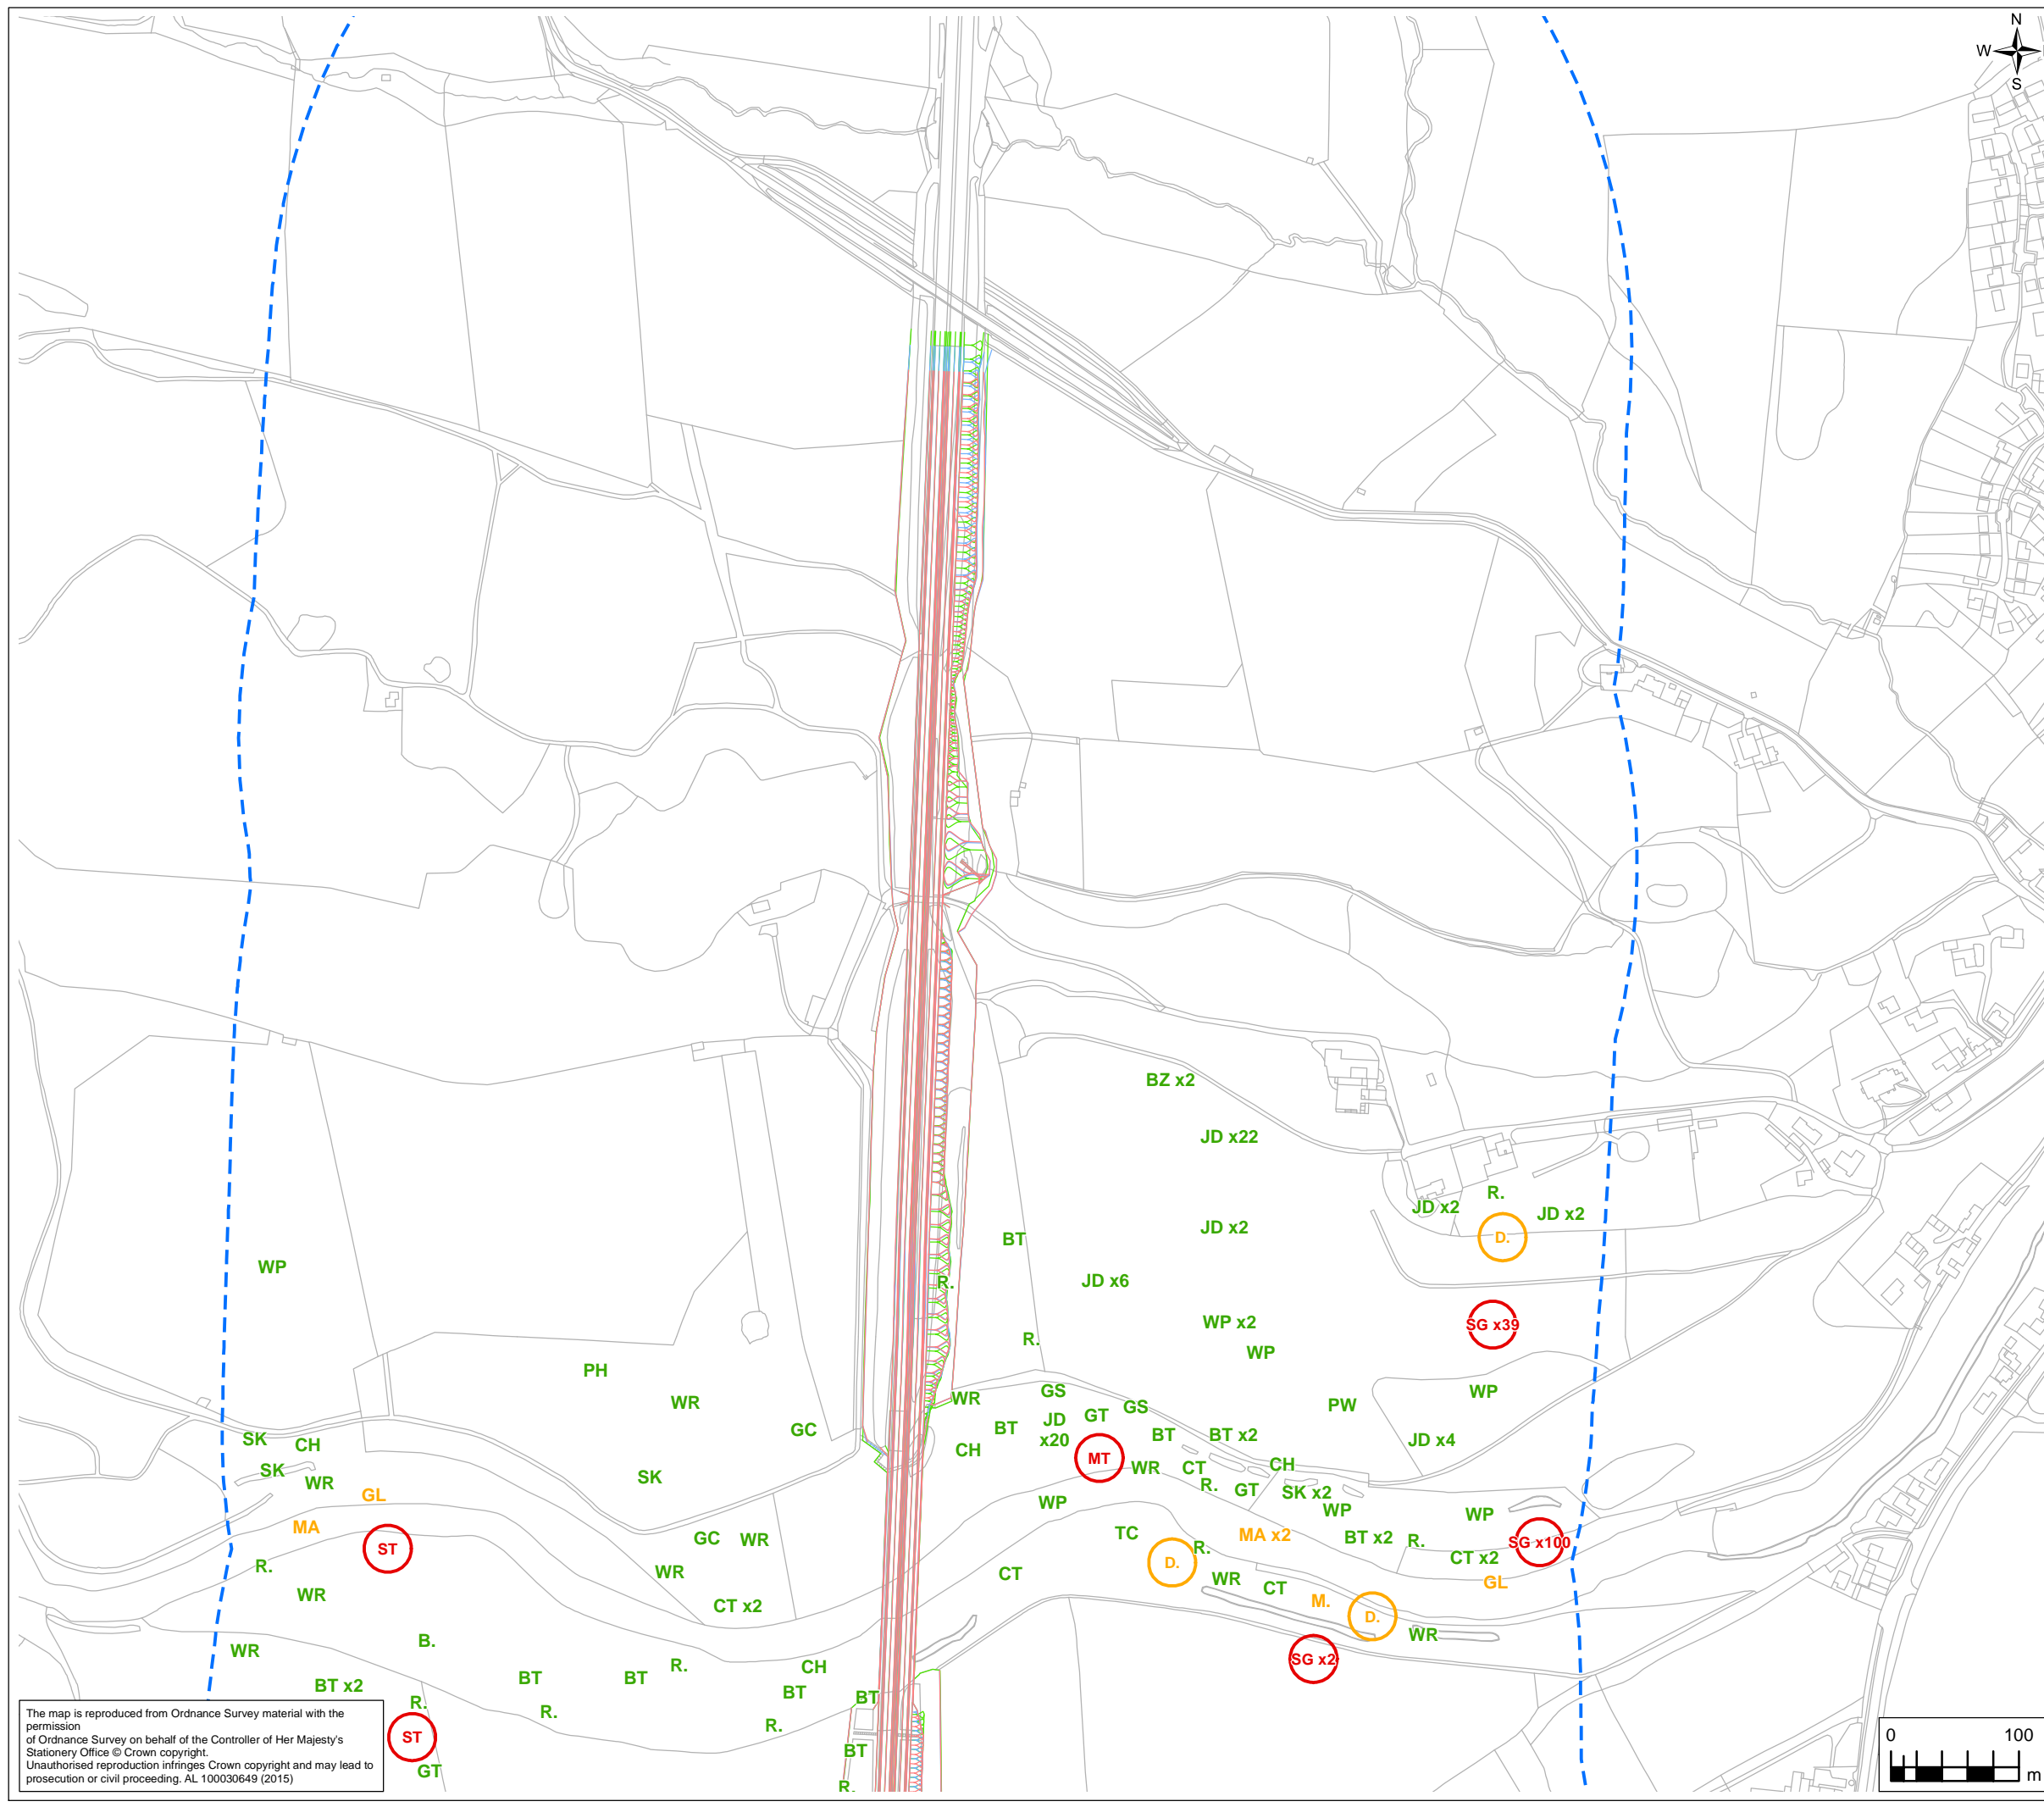 N
W
S
BZ x2
JD x22
R.
JD x2
JD x2
JD x2
D.
BT
WP
JD x6
R.
WP x2
SG x39
R.
WP
PH
GS
WP
WR
WR
PW
GS
GT
JD
x20
BT
GC
BT
BT x2
SK
JD x4
CH
CH
MT
CH
WR
CT
SK
SK
WR
R.
GT
SK x2
GL
WP
WP
WP
MA
TC
MA x2
BT x2
GC
WR
R.
SG x100
ST
R.
CT x2
D.
R.
WR
CT
WR
GL
CT
WR
M.
CT x2
D.
WR
B.
WR
SG x2
R.
CH
BT
BT
BT x2
BT
BT
R.
R.
R.
ST
BT
GT
R.
The map is reproduced from Ordnance Survey material with the
permission
of Ordnance Survey on behalf of the Controller of Her Majesty's
Stationery Office © Crown copyright.
Unauthorised reproduction infringes Crown copyright and may lead to
prosecution or civil proceeding. AL 100030649 (2015)
0 100
m